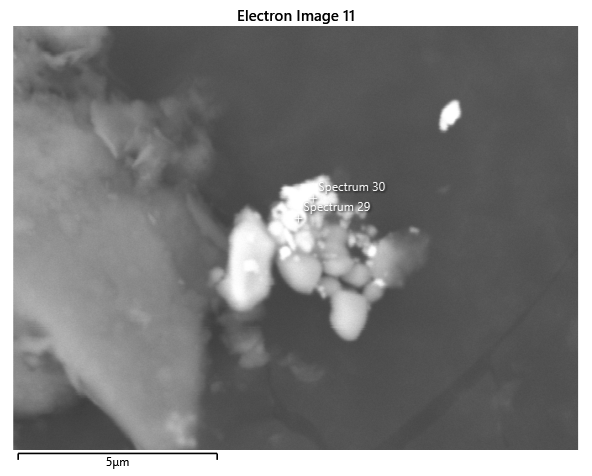 Electron Image 11
Spectrum 30
Spectrum 29
5μm